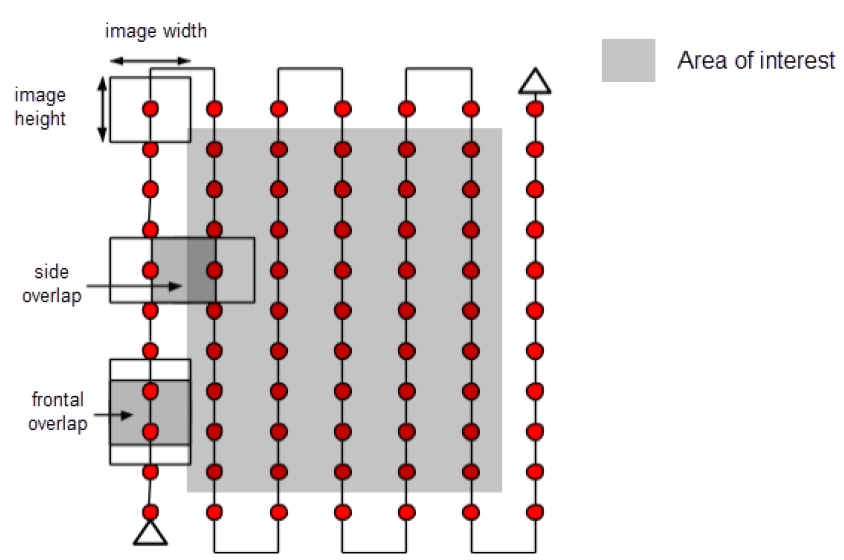 image width
Area of interest
image
height
side
overlap
frontal
overlap